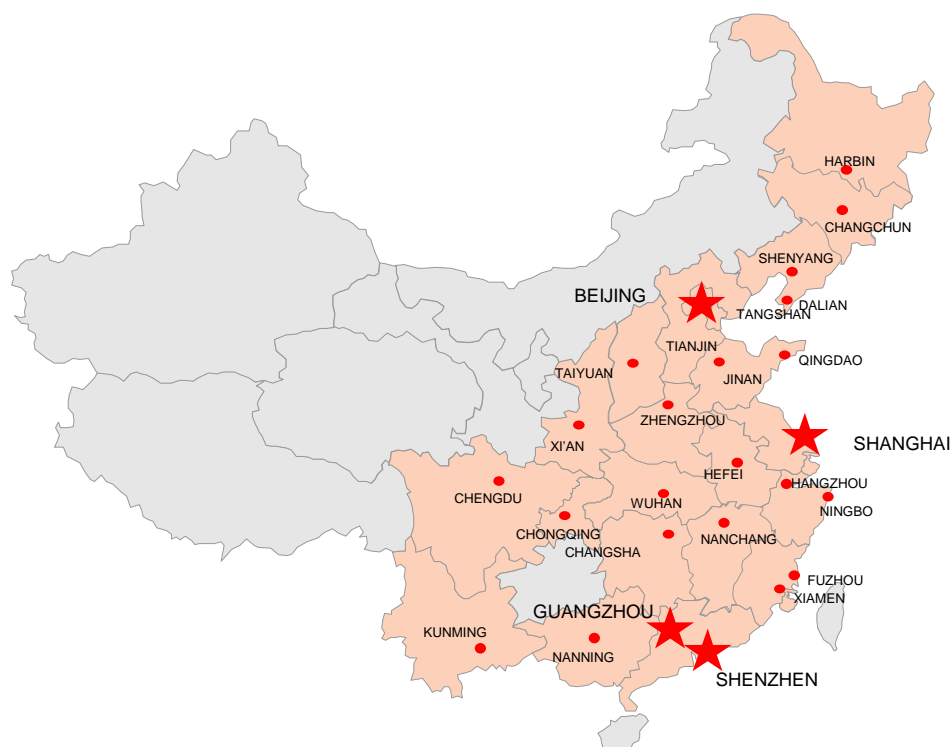 HARBIN
CHANGCHUN
SHENYANG
BEIJING
DALIAN
TANGSHAN
TIANJIN
QINGDAO
TAIYUAN
JINAN
ZHENGZHOU
SHANGHAI
XI'AN
HEFEI
HANGZHOU
CHENGDU
WUHAN
NINGBO
CHONGQING
NANCHANG
CHANGSHA
FUZHOU
XIAMEN
GUANGZHOU
KUNMING
NANNING
SHENZHEN